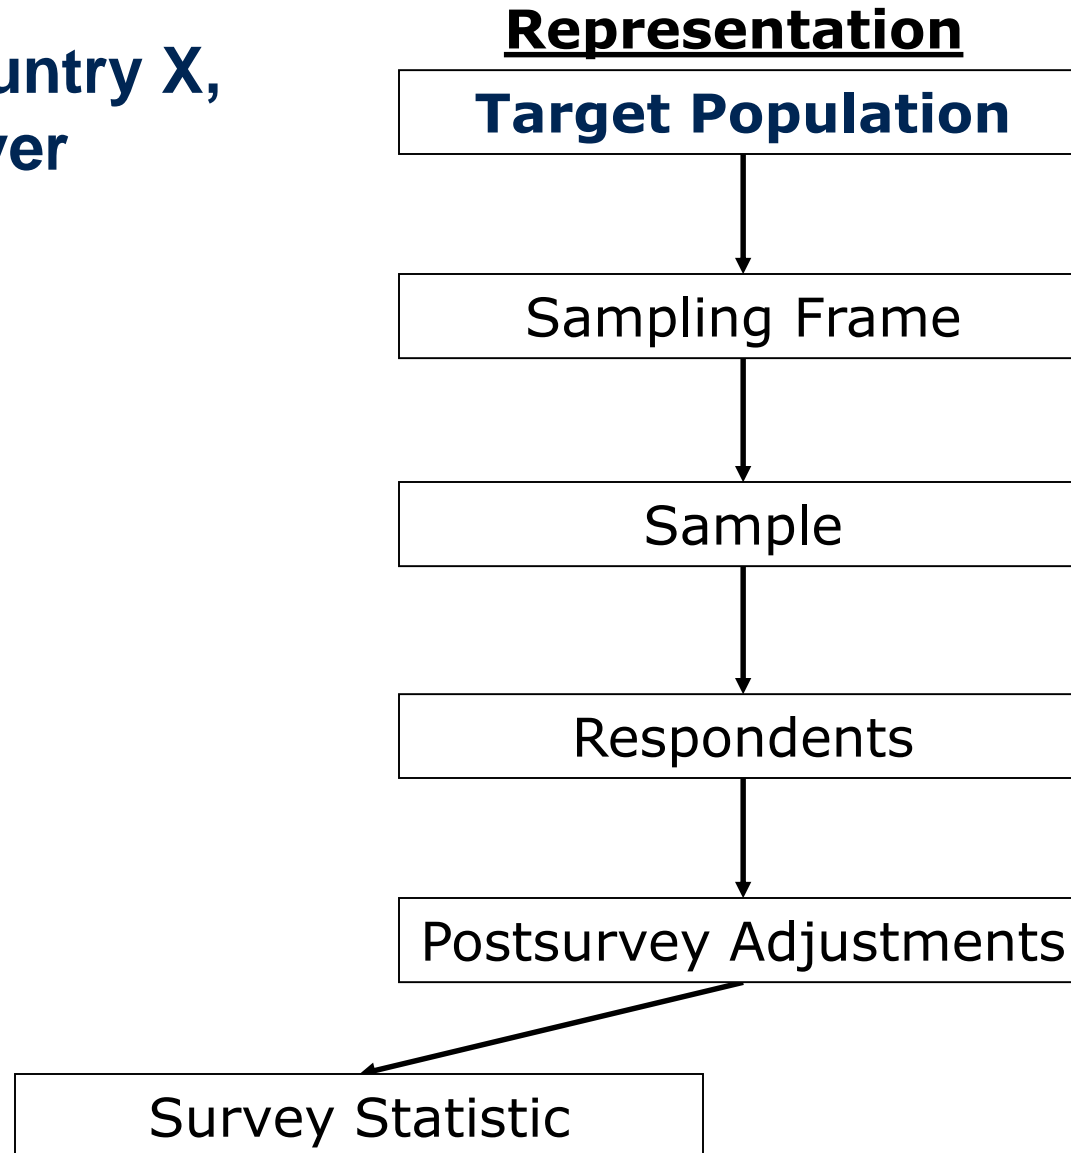 Representation
untry X,
ver
Target Population
Sampling Frame
Sample
Respondents
Postsurvey Adjustments
Survey Statistic